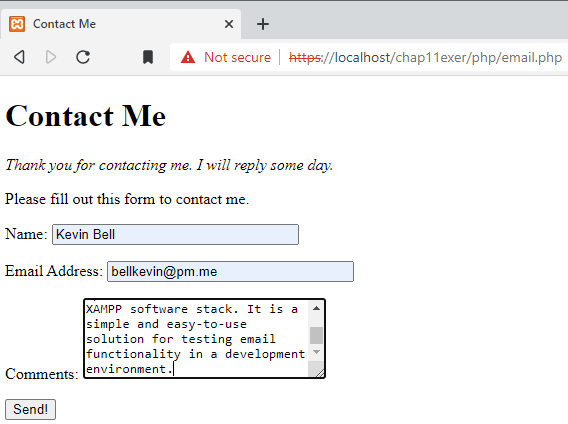 Contact Me
Not secure https://localhost/chap11exer/php/email.php
Contact Me
Thank you for contacting me. I will reply some day.
Please fill out this form to contact me.
Name: Kevin Bell
Email Address: bellkevin@pm.me
XAMPP software stack. It is a
simple and easy-to-use
solution for testing email
functionality in a development
Comments: environment.
Send!